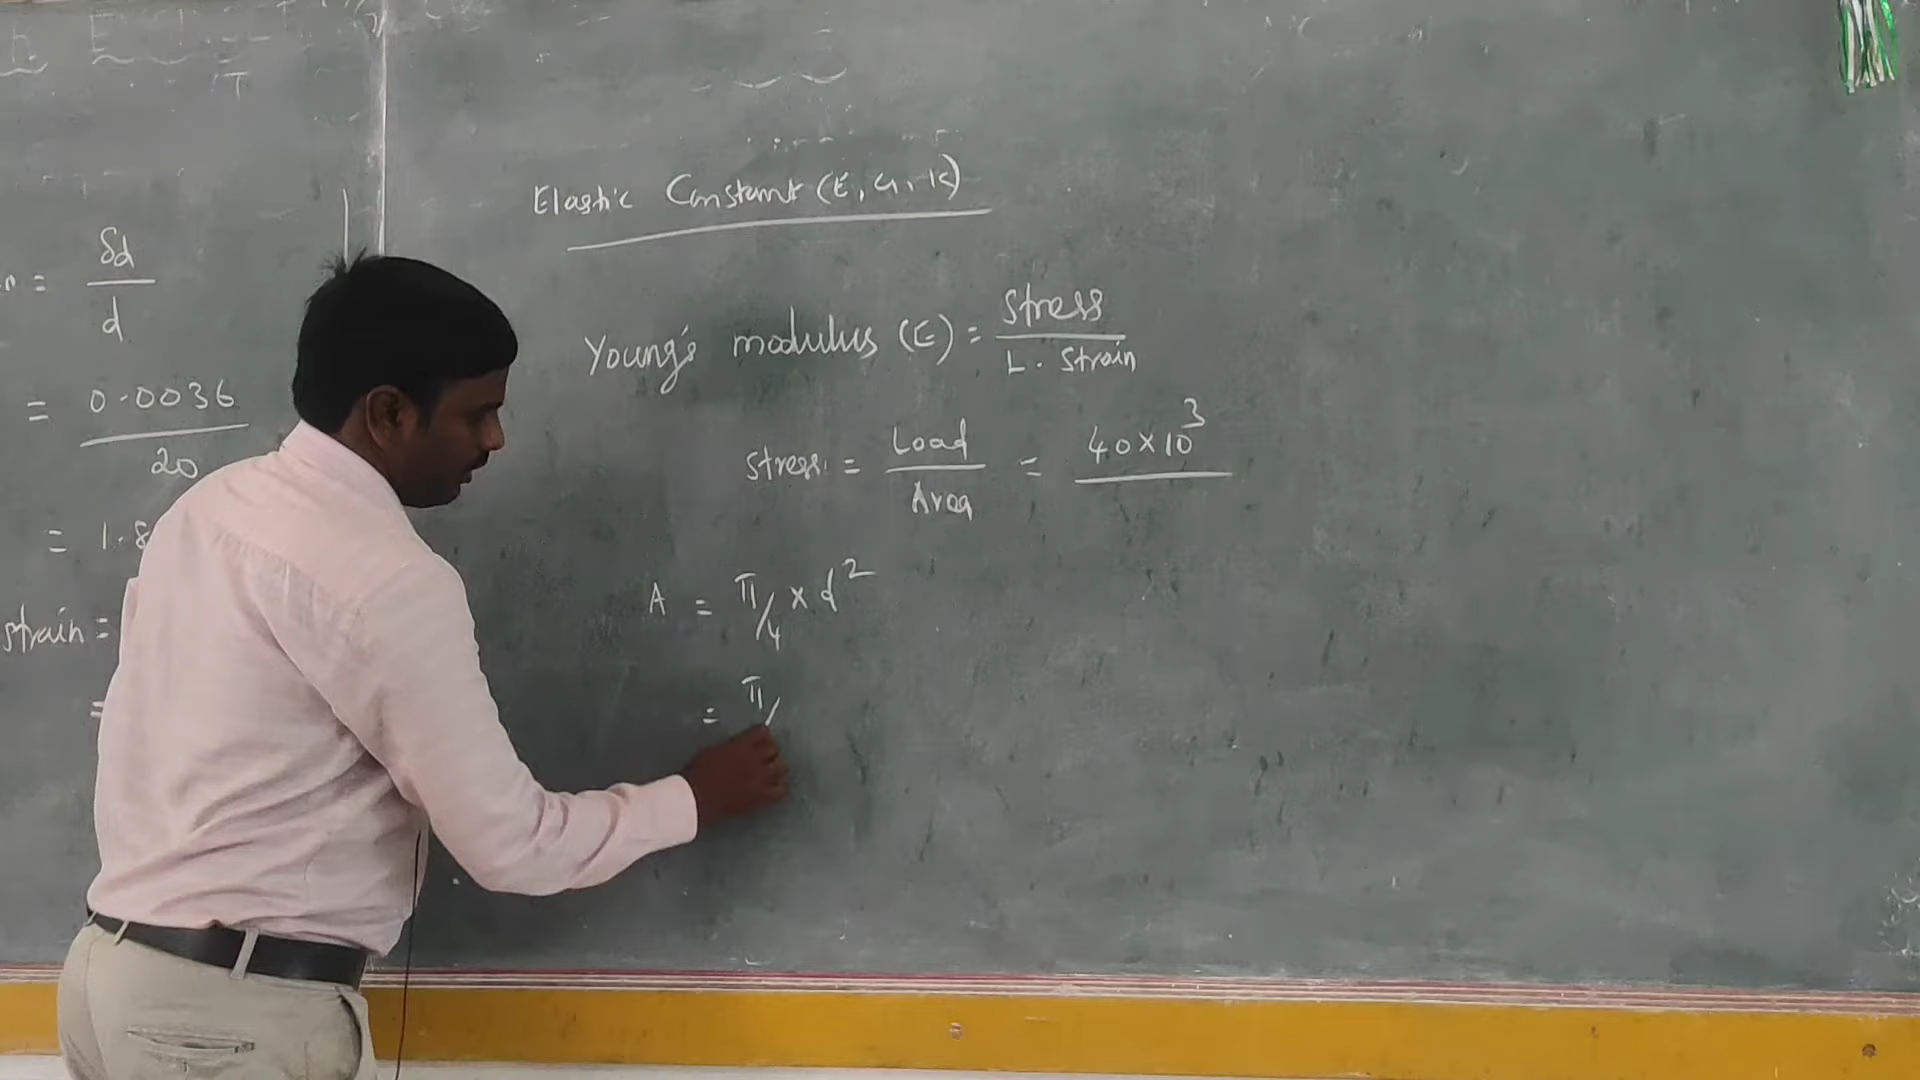 n = δd / d
= 0.0036 / 20
= 1.8
strain =
=
Elastic Constant (E, G, K)
Young's modulus (E) = Stress / L. Strain
Stress = Load / Area = 40×10³
A = π/4 × d²
= π/